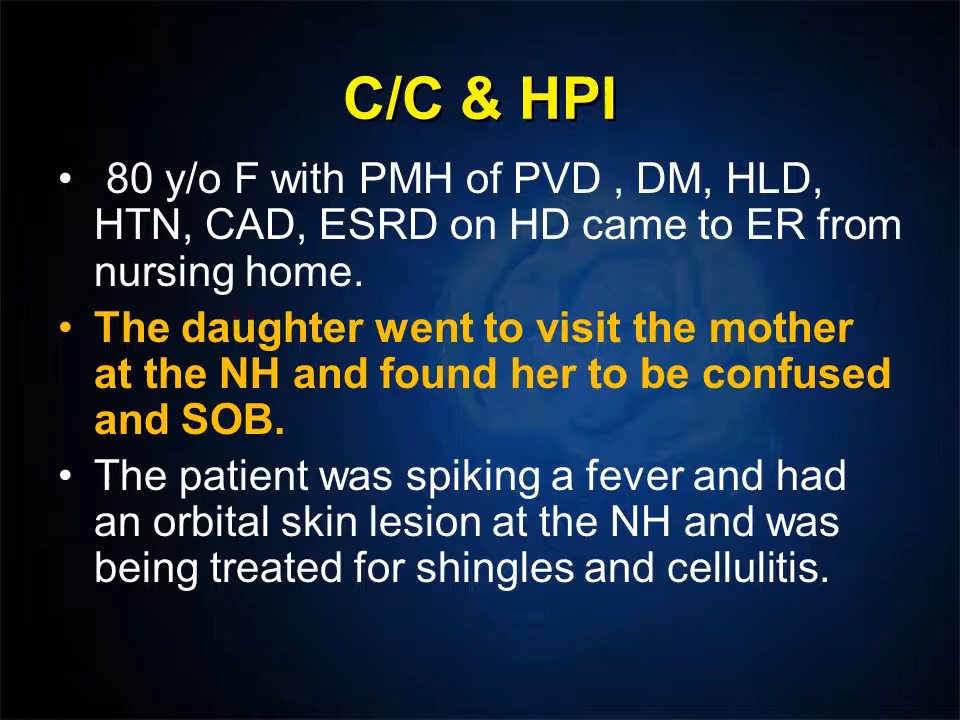 C/C & HPI
• 80 y/o F with PMH of PVD , DM, HLD,
HTN, CAD, ESRD on HD came to ER from
nursing home.
• The daughter went to visit the mother
at the NH and found her to be confused
and SOB.
• The patient was spiking a fever and had
an orbital skin lesion at the NH and was
being treated for shingles and cellulitis.